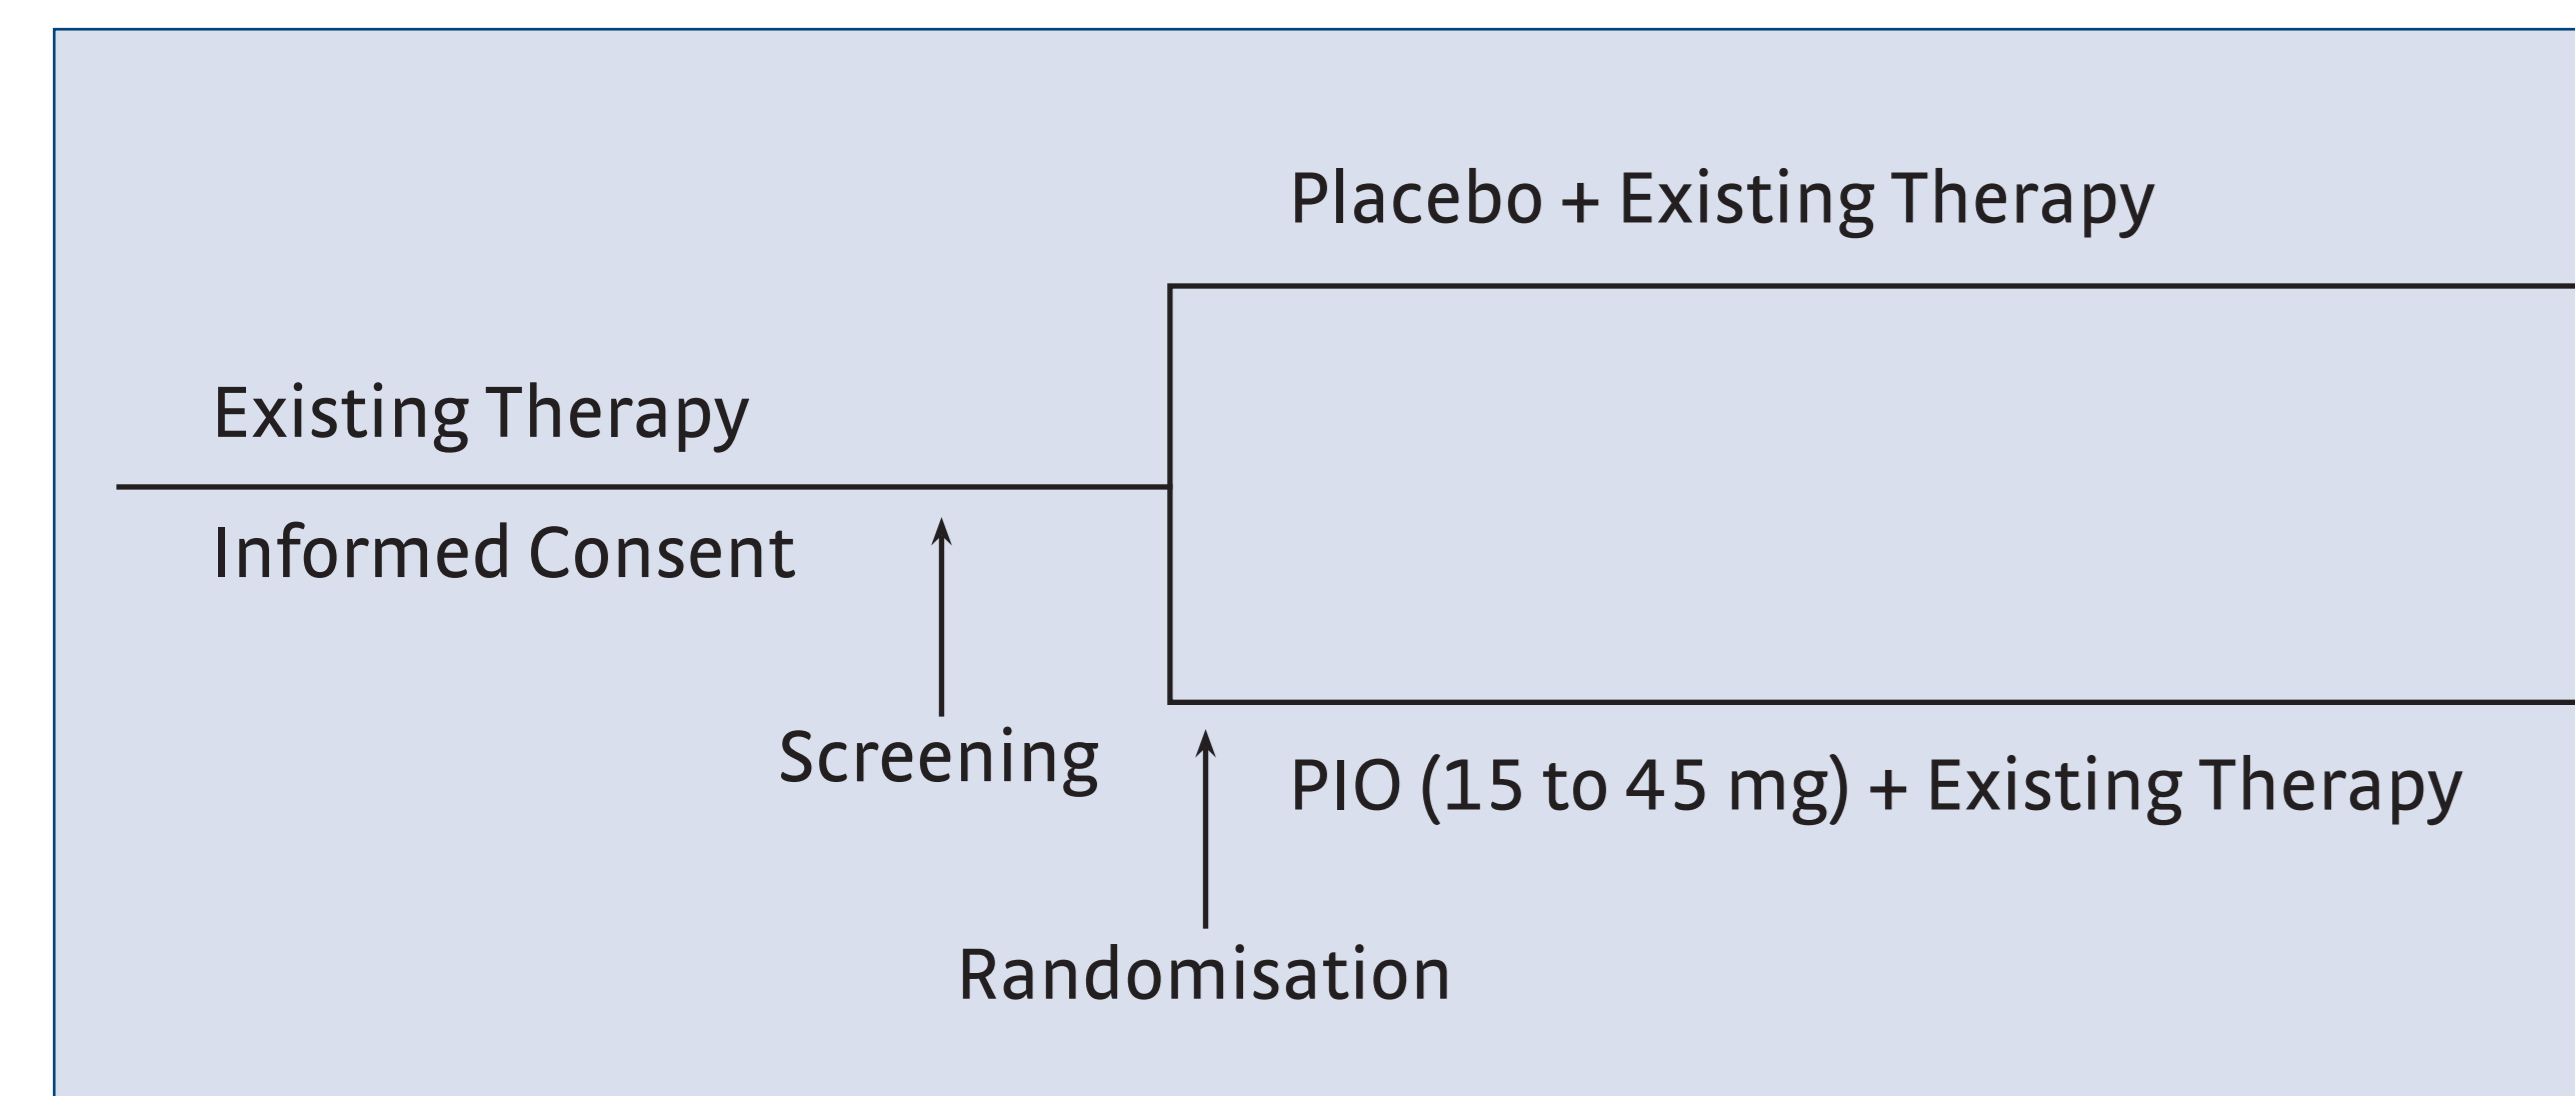 Placebo + Existing Therapy
Existing Therapy
Informed Consent
Screening
PIO (15 to 45 mg) + Existing Therapy
Randomisation